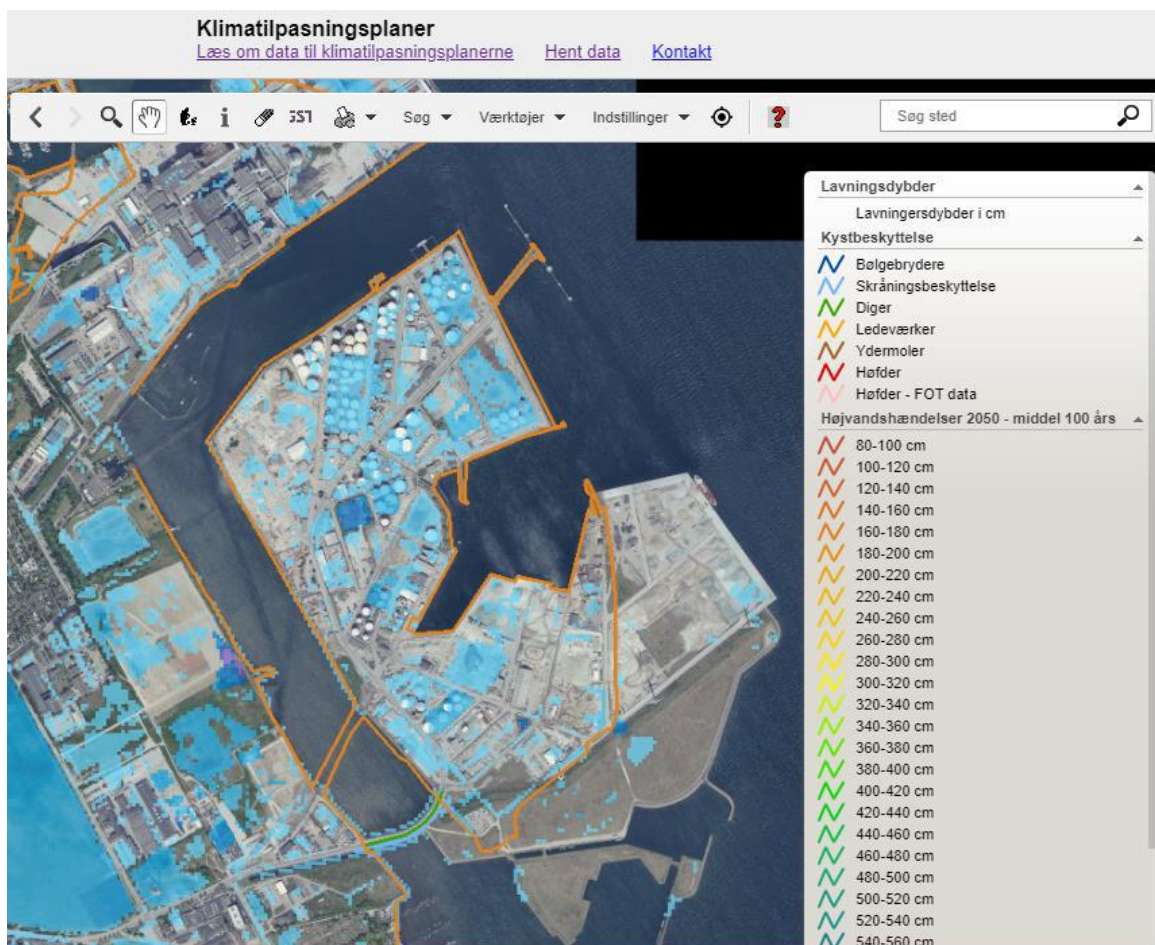 Klimatilpasningsplaner
Læs om data til klimatilpasningsplanerne Hent data Kontakt
Søg Værktøjer Indstillinger ? Søg sted
Lavningsdybder
Lavningersdybder i cm
Kystbeskyttelse
Bølgebrydere
Skråningsbeskyttelse
Diger
Ledeværker
Ydermoler
Høfder
Høfder - FOT data
Højvandshændelser 2050 - middel 100 års
80-100 cm
100-120 cm
120-140 cm
140-160 cm
160-180 cm
180-200 cm
200-220 cm
220-240 cm
240-260 cm
260-280 cm
280-300 cm
300-320 cm
320-340 cm
340-360 cm
360-380 cm
380-400 cm
400-420 cm
420-440 cm
440-460 cm
460-480 cm
480-500 cm
500-520 cm
520-540 cm
540-560 cm